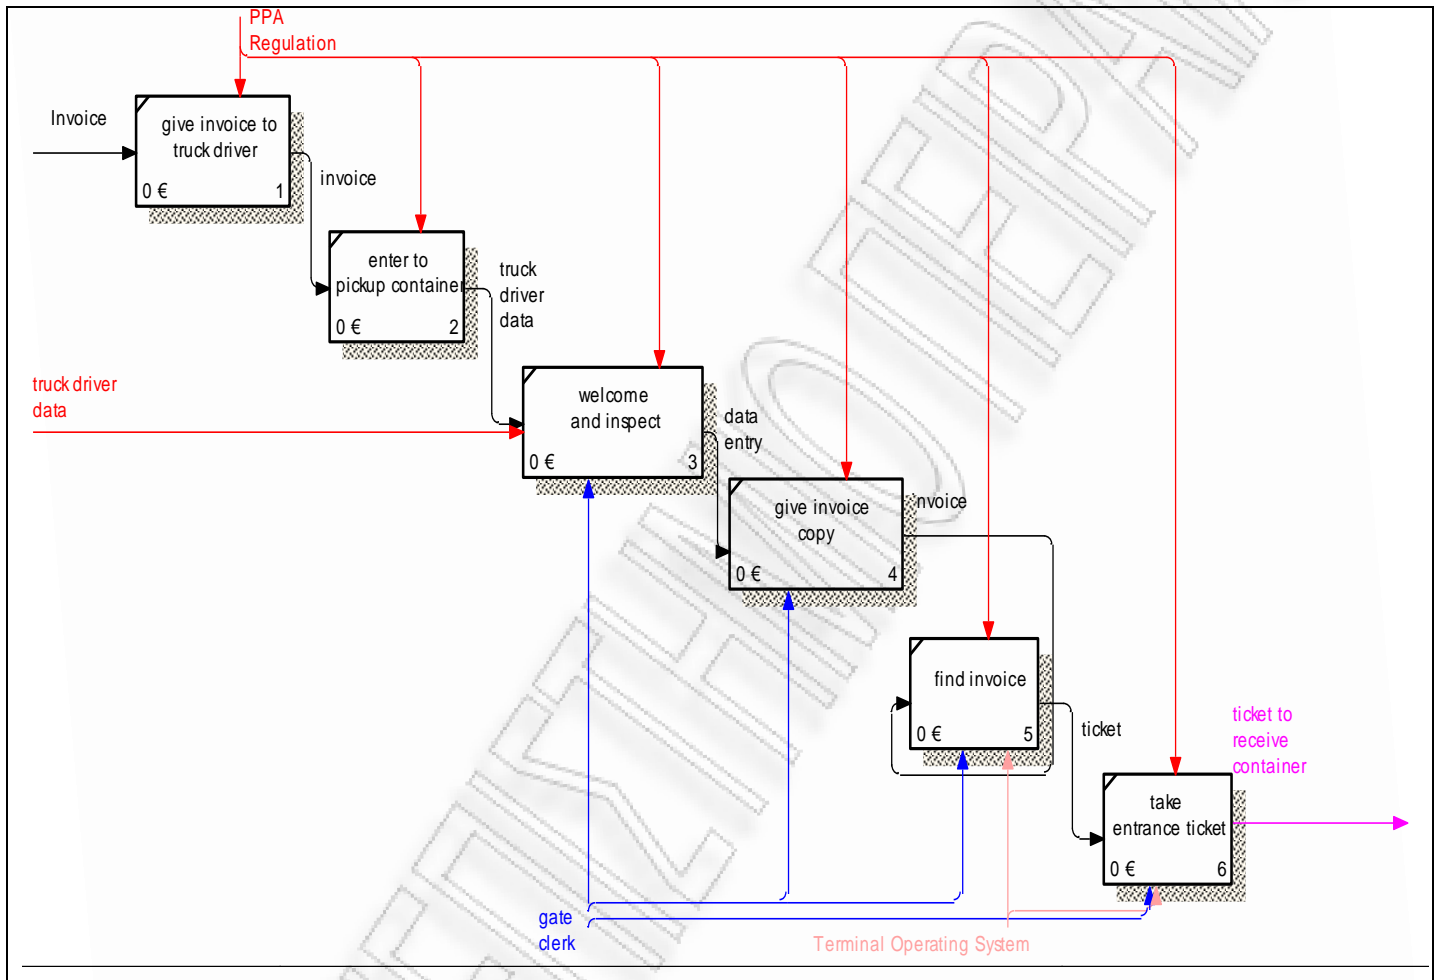 PPA
Regulation
Invoice
give invoice to
truck driver
0 €
1
invoice
enter to
pickup container
0 €
2
truck
driver
data
truck driver
data
welcome
and inspect
0 €
3
data
entry
give invoice
copy
0 €
4
nvoice
find invoice
0 €
5
ticket
ticket to
receive
container
take
entrance ticket
0 €
6
gate
clerk
Terminal Operating System